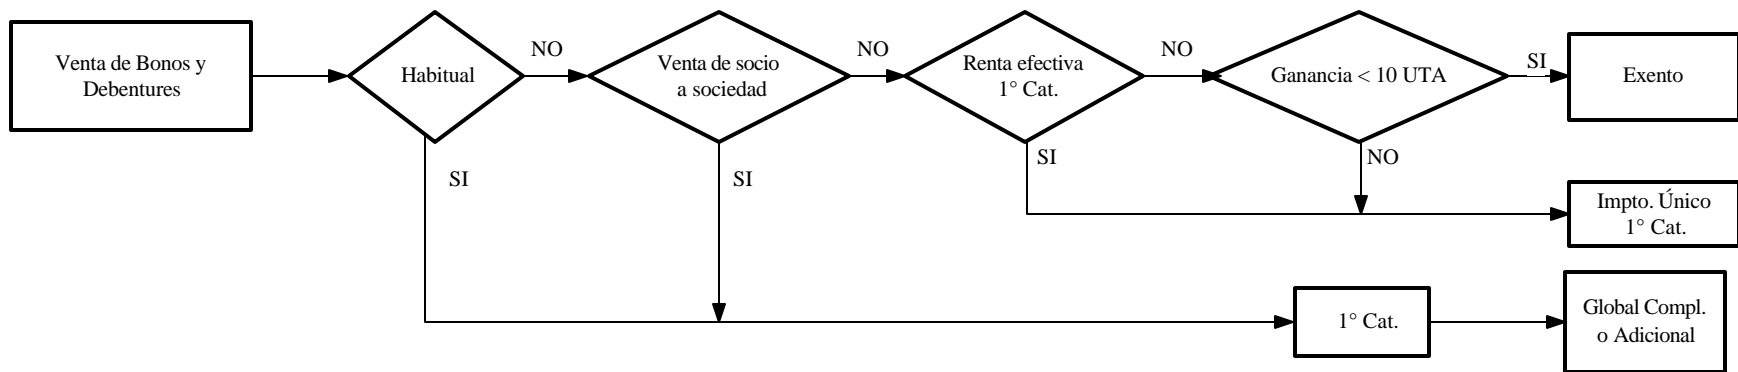 Venta de Bonos y
Debentures
Habitual
NO
Venta de socio
a sociedad
NO
Renta efectiva
1° Cat.
NO
Ganancia < 10 UTA
SI
Exento
SI
SI
SI
NO
Impto. Único
1° Cat.
1° Cat.
Global Compl.
o Adicional